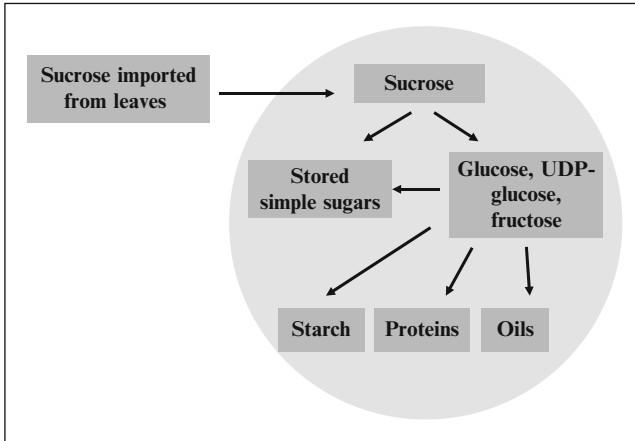 Sucrose imported
from leaves
Sucrose
Stored
simple sugars
Glucose, UDP-
glucose,
fructose
Starch
Proteins
Oils